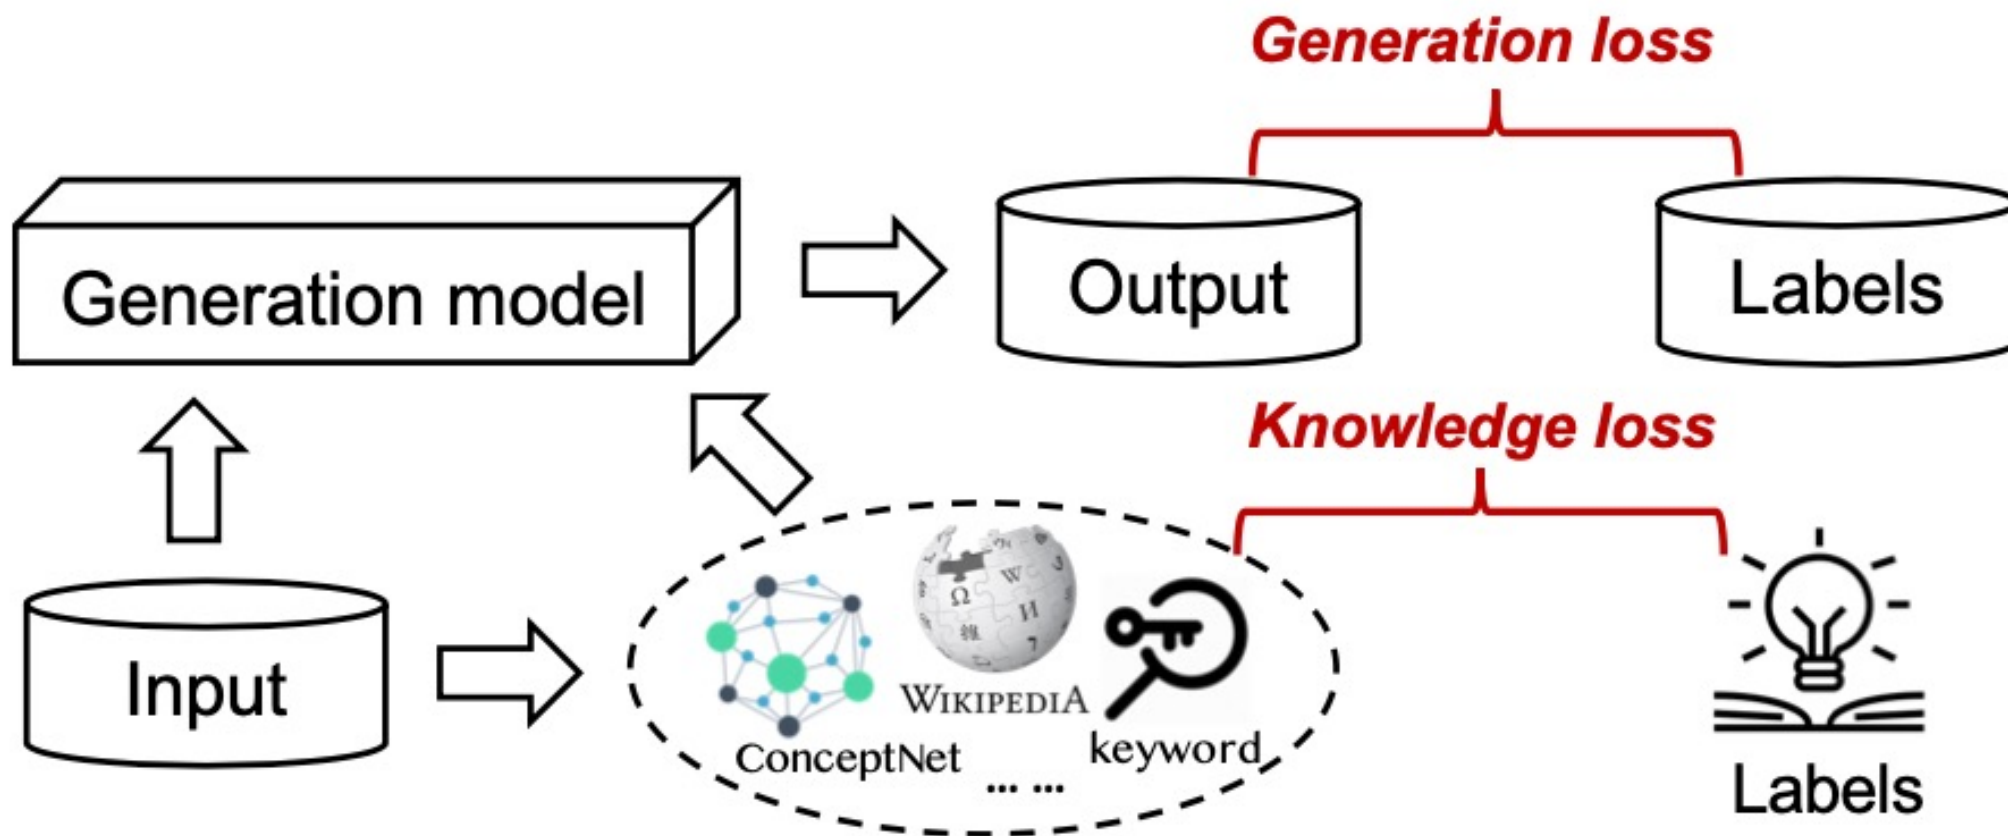 Generation loss
Generation model
Output
Labels
Knowledge loss
Input
WIKIPEDIA
ConceptNet
keyword
... ...
Labels